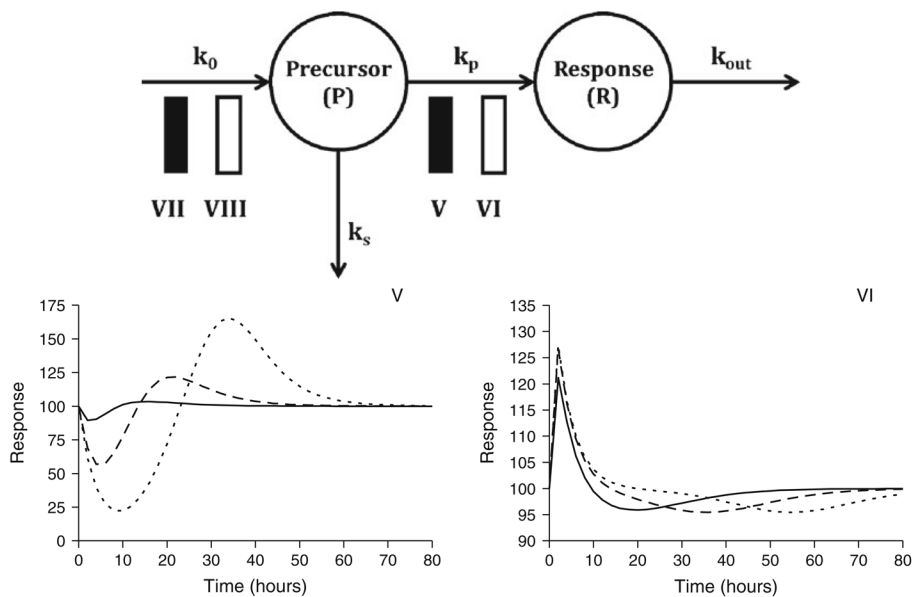 k0 Precursor (P) kp Response (R) kout
VII VIII V VI
ks
V
175
150
125
100
75
50
25
0
Response
0 10 20 30 40 50 60 70 80
Time (hours)
VI
135
130
125
120
115
110
105
100
95
90
Response
0 10 20 30 40 50 60 70 80
Time (hours)